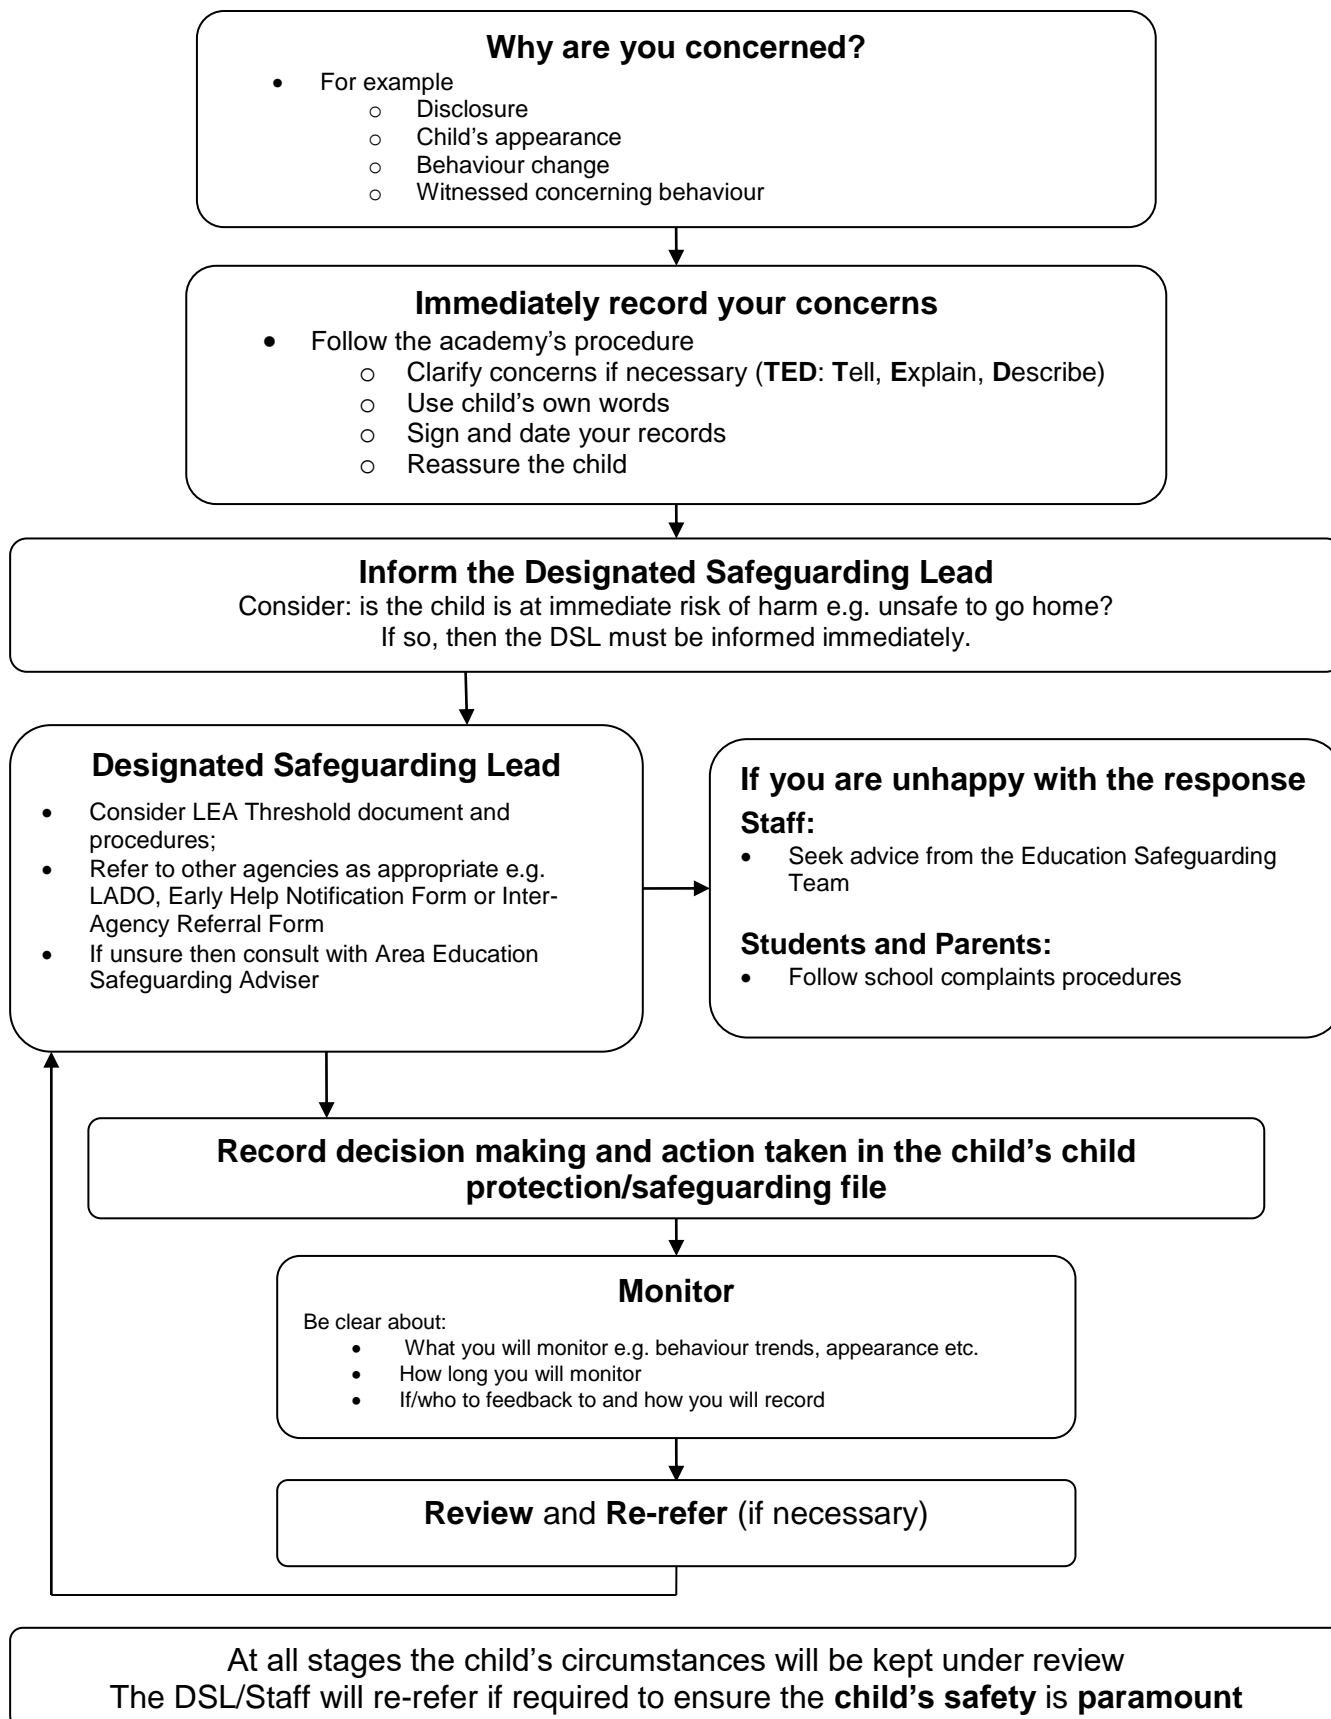 Why are you concerned?
• For example
o Disclosure
o Child’s appearance
o Behaviour change
o Witnessed concerning behaviour
Immediately record your concerns
• Follow the academy’s procedure
o Clarify concerns if necessary (TED: Tell, Explain, Describe)
o Use child’s own words
o Sign and date your records
o Reassure the child
Inform the Designated Safeguarding Lead
Consider: is the child is at immediate risk of harm e.g. unsafe to go home?
If so, then the DSL must be informed immediately.
Designated Safeguarding Lead
• Consider LEA Threshold document and
procedures;
• Refer to other agencies as appropriate e.g.
LADO, Early Help Notification Form or Inter-
Agency Referral Form
• If unsure then consult with Area Education
Safeguarding Adviser
If you are unhappy with the response
Staff:
• Seek advice from the Education Safeguarding
Team
Students and Parents:
• Follow school complaints procedures
Record decision making and action taken in the child’s child
protection/safeguarding file
Monitor
Be clear about:
• What you will monitor e.g. behaviour trends, appearance etc.
• How long you will monitor
• If/who to feedback to and how you will record
Review and Re-refer (if necessary)
At all stages the child’s circumstances will be kept under review
The DSL/Staff will re-refer if required to ensure the child’s safety is paramount